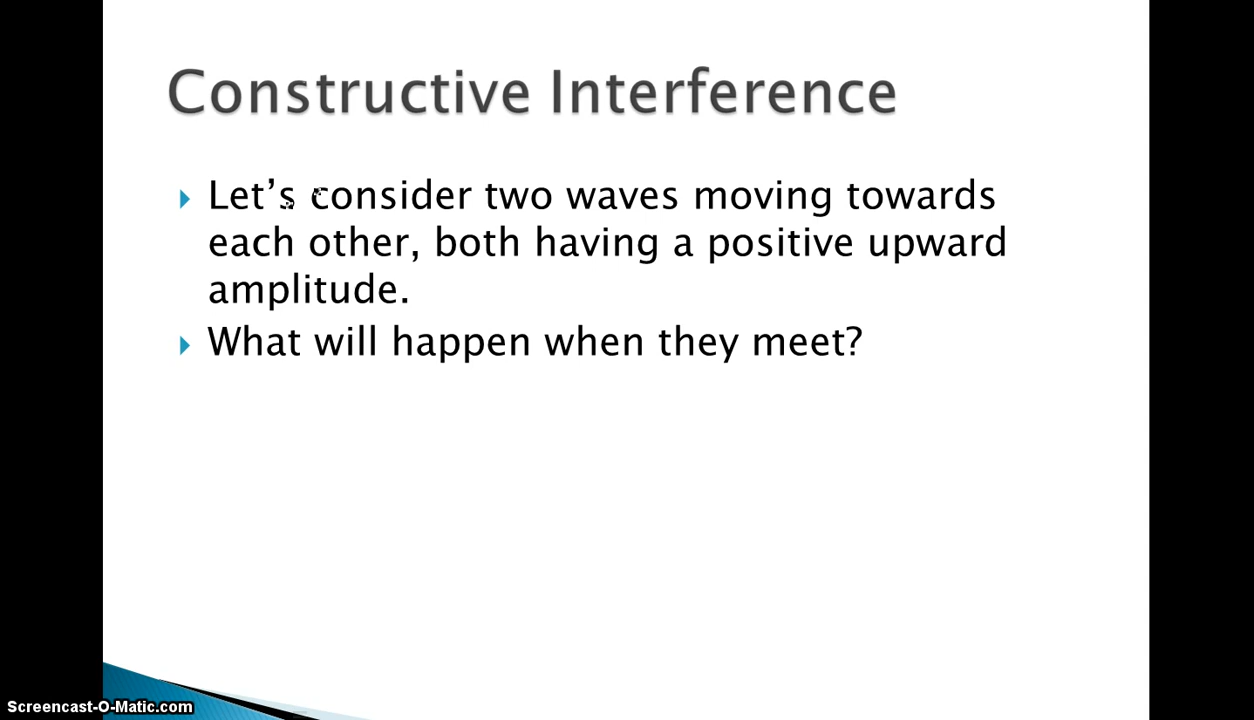 Constructive Interference
Let’s consider two waves moving towards
each other, both having a positive upward
amplitude.
What will happen when they meet?
Screencast-O-Matic.com